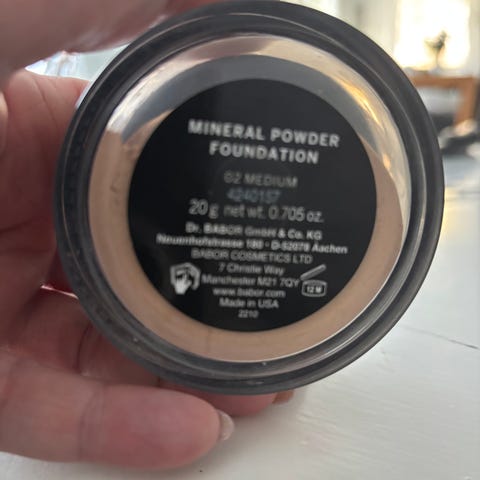 MINERAL POWDER
FOUNDATION
02 MEDIUM
4240157
20 g net wt. 0.705 oz.
Dr. BABOR GmbH & Co. KG
Neuenhofstrasse 180 • D-52078 Aachen
BABOR COSMETICS LTD
7 Christie Way
Manchester M21 7QY
www.babor.com
Made in USA
2210
12 M